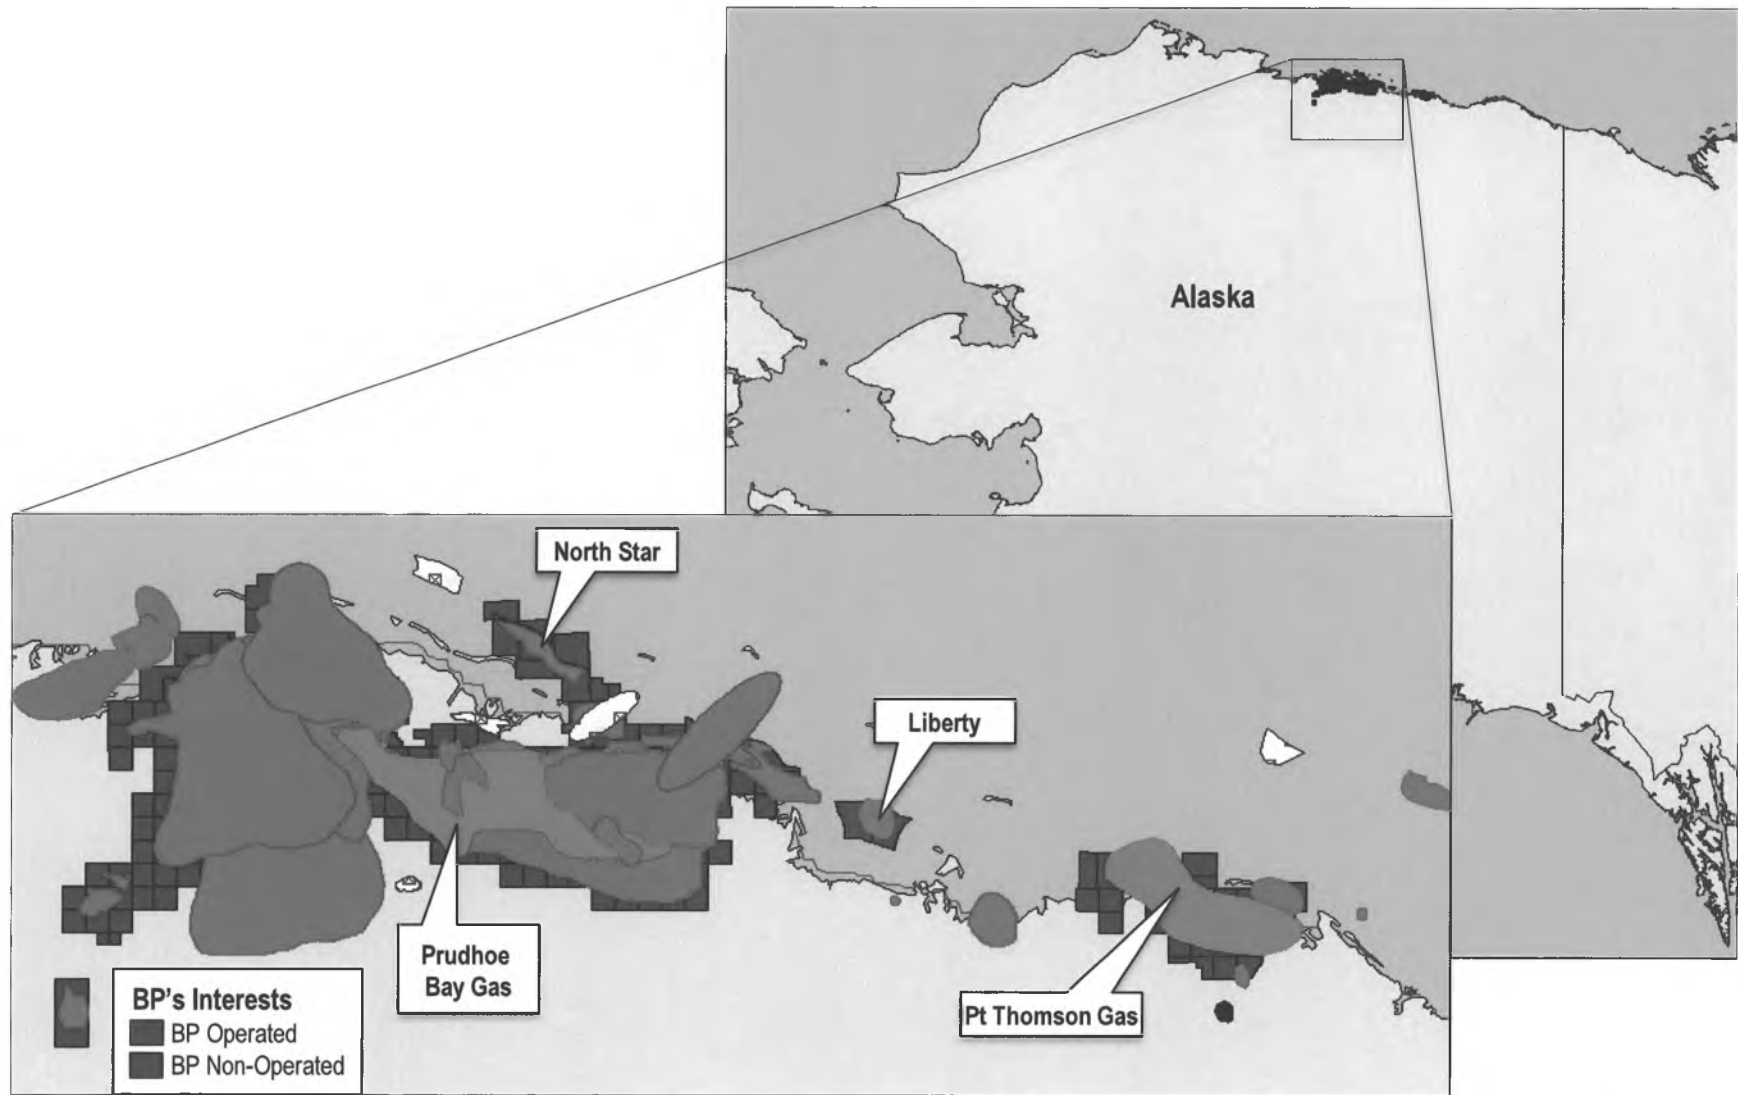 Alaska
North Star
Liberty
Prudhoe
Bay Gas
Pt Thomson Gas
BP's Interests
BP Operated
BP Non-Operated